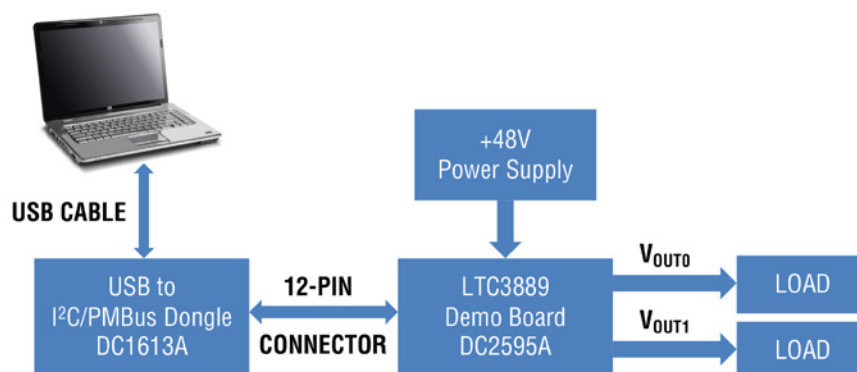 +48V
Power Supply
USB CABLE
USB to
I²C/PMBus Dongle
DC1613A
12-PIN
CONNECTOR
LTC3889
Demo Board
DC2595A
VOUT0
LOAD
VOUT1
LOAD